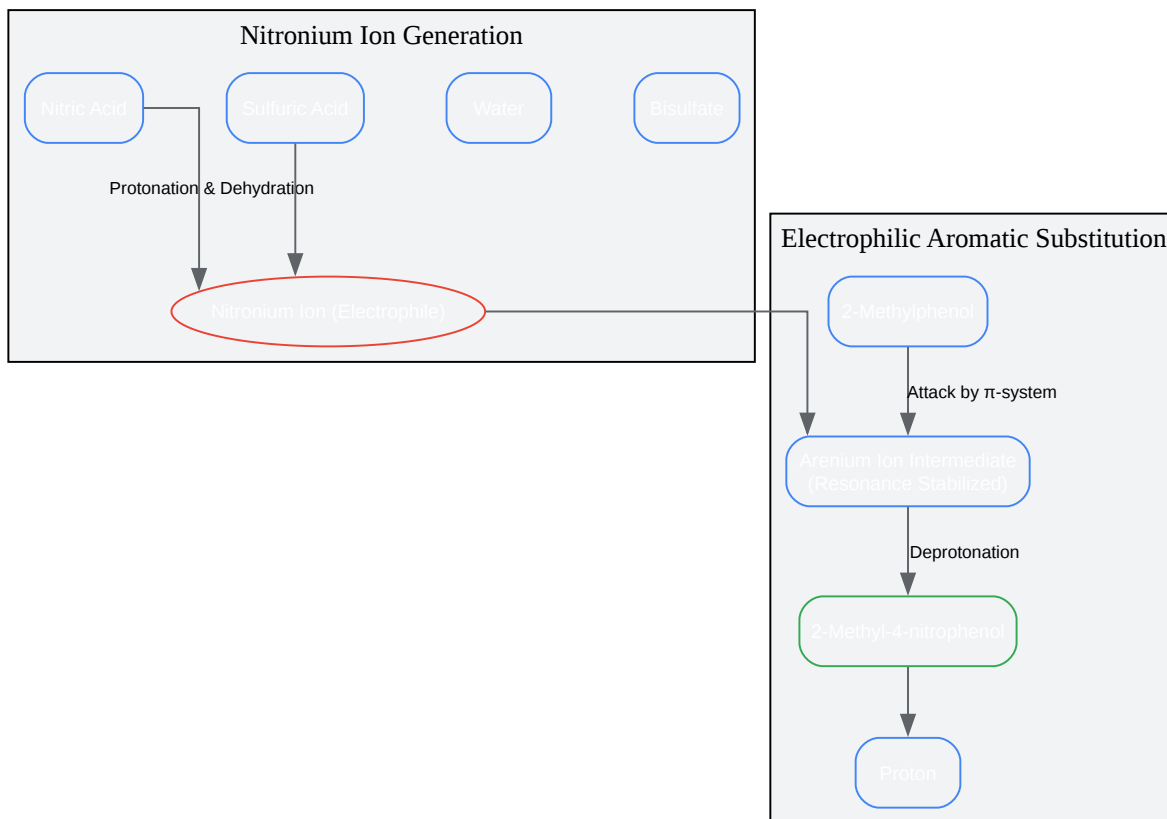 Nitronium Ion Generation
Nitric Acid
Sulfuric Acid
Water
Bisulfate
Protonation & Dehydration
Nitronium Ion (Electrophile)
Electrophilic Aromatic Substitution
2-Methylphenol
Attack by π-system
Arenium Ion Intermediate
(Resonance Stabilized)
Deprotonation
2-Methyl-4-nitrophenol
Proton